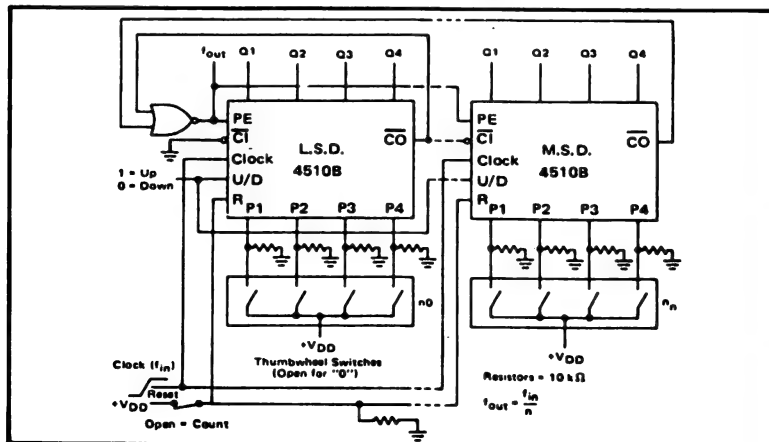 fout Q1 Q2 Q3 Q4 Q1 Q2 Q3 Q4
PE PE
CI CO CI CO
L.S.D. M.S.D.
Clock 4510B Clock 4510B
1 = Up
0 = Down
U/D U/D
R R
P1 P2 P3 P4 P1 P2 P3 P4
n0 nn
+VDD +VDD
Thumbwheel Switches
(Open for "0")
Clock (fin)
Reset
+VDD
Open = Count
Resistors = 10 kΩ
fout = fin/n